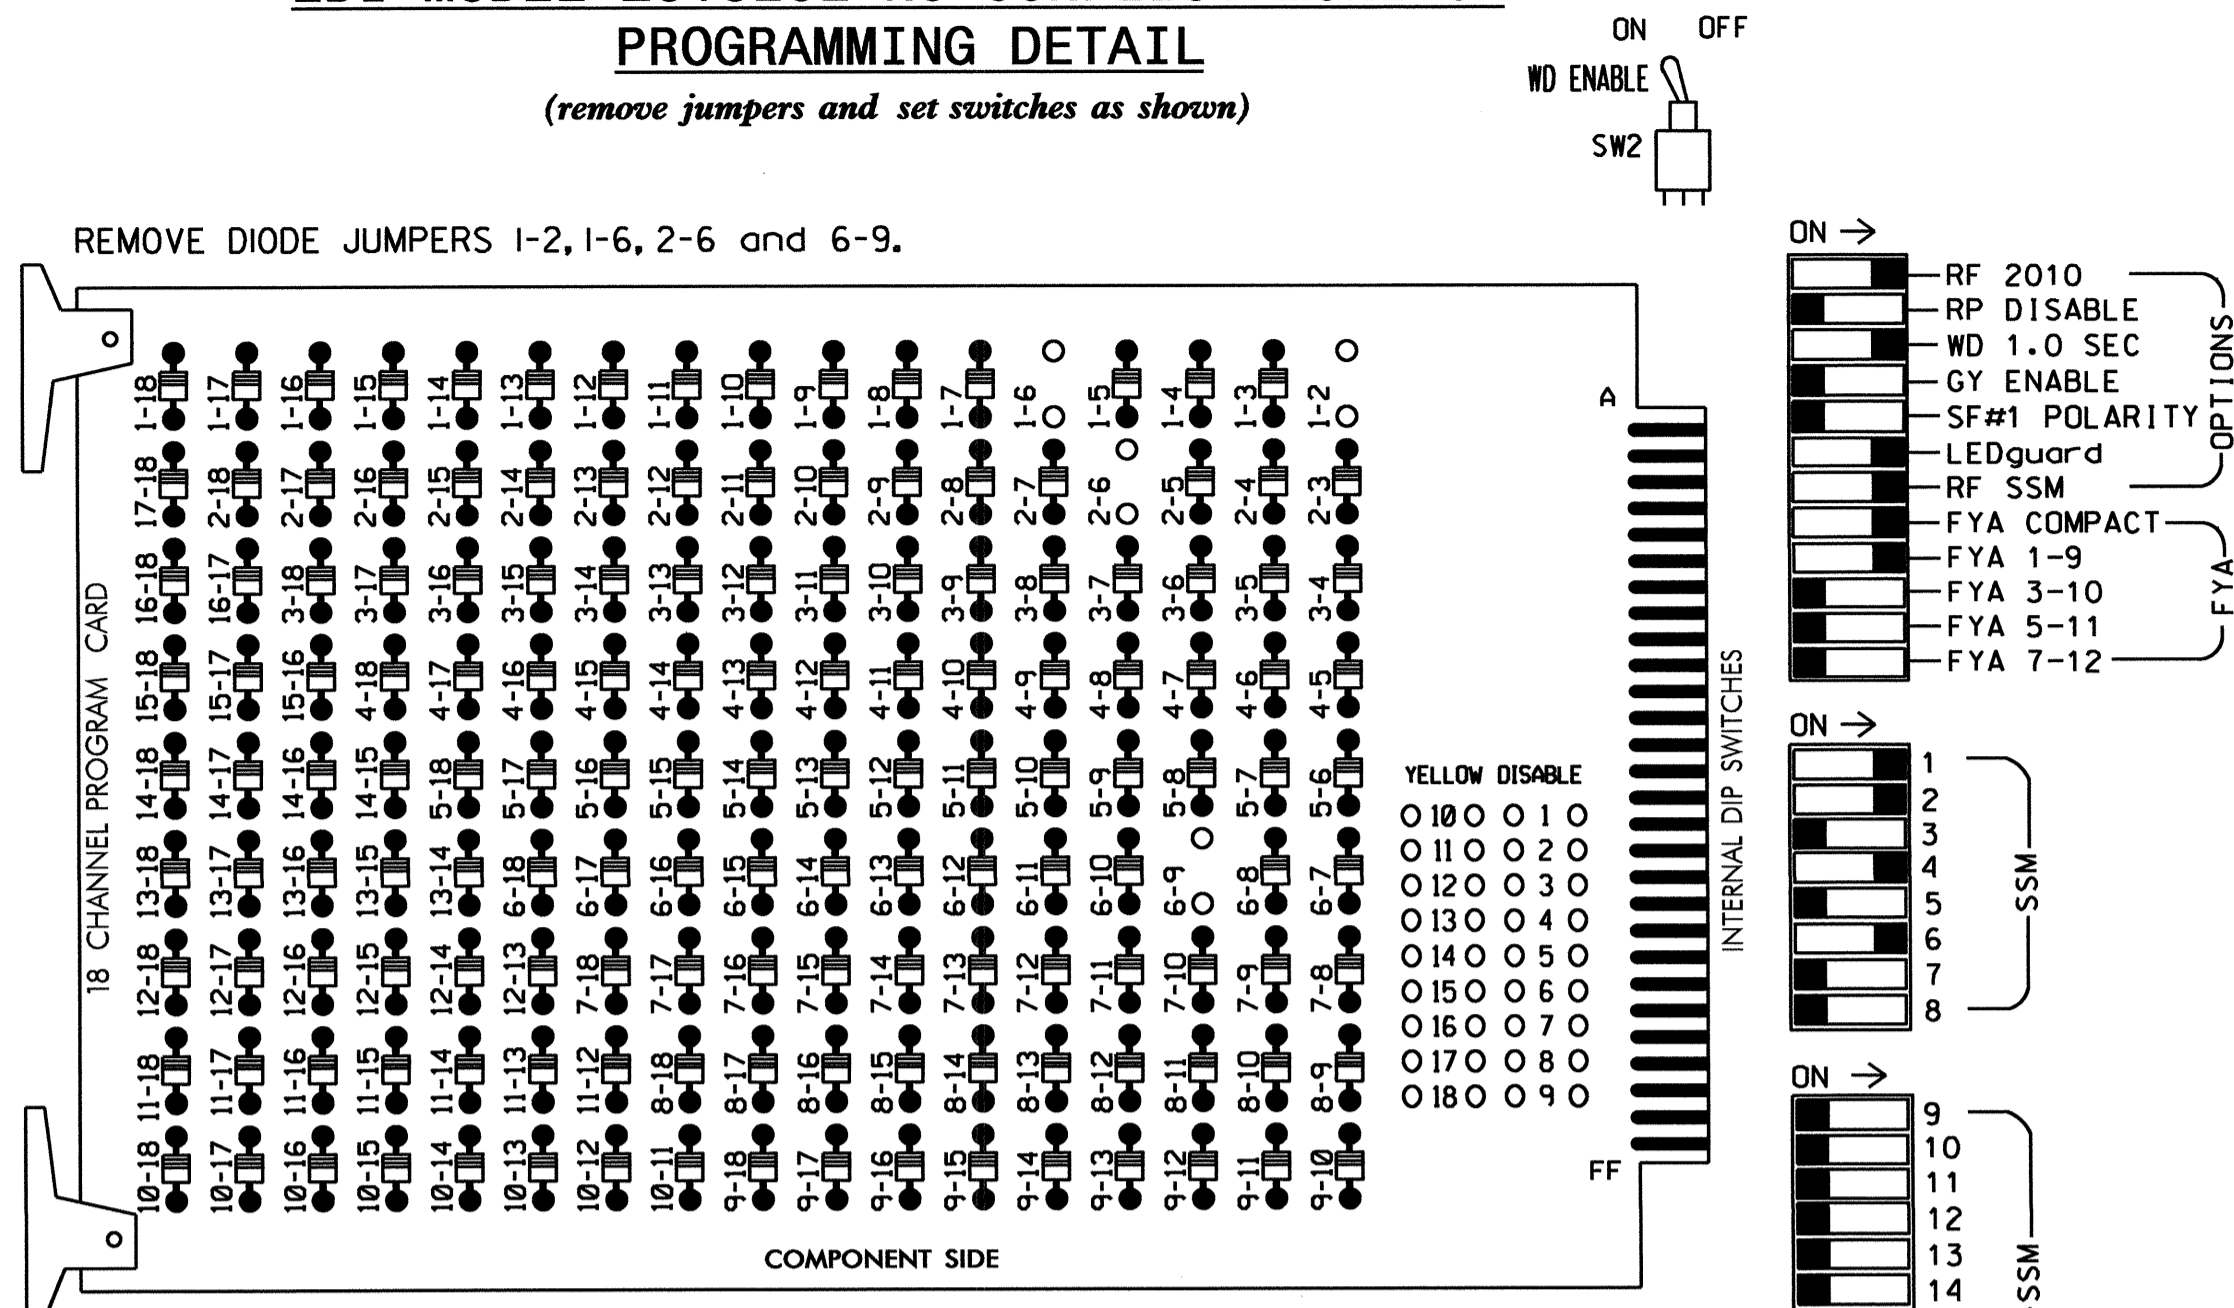 PROGRAMMING DETAIL
(remove jumpers and set switches as shown)
ON OFF
WD ENABLE
SW2
REMOVE DIODE JUMPERS 1-2, 1-6, 2-6 and 6-9.
1-18 1-17 1-16 1-15 1-14 1-13 1-12 1-11 1-10 1-9 1-8 1-7 1-6 1-5 1-4 1-3 1-2
17-18 2-18 2-17 2-16 2-15 2-14 2-13 2-12 2-11 2-10 2-9 2-8 2-7 2-6 2-5 2-4 2-3
16-18 16-17 3-18 3-17 3-16 3-15 3-14 3-13 3-12 3-11 3-10 3-9 3-8 3-7 3-6 3-5 3-4
15-18 15-17 15-16 4-18 4-17 4-16 4-15 4-14 4-13 4-12 4-11 4-10 4-9 4-8 4-7 4-6 4-5
14-18 14-17 14-16 14-15 5-18 5-17 5-16 5-15 5-14 5-13 5-12 5-11 5-10 5-9 5-8 5-7 5-6
13-18 13-17 13-16 13-15 13-14 6-18 6-17 6-16 6-15 6-14 6-13 6-12 6-11 6-10 6-9 6-8 6-7
12-18 12-17 12-16 12-15 12-14 12-13 7-18 7-17 7-16 7-15 7-14 7-13 7-12 7-11 7-10 7-9 7-8
11-18 11-17 11-16 11-15 11-14 11-13 11-12 8-18 8-17 8-16 8-15 8-14 8-13 8-12 8-11 8-10 8-9
10-18 10-17 10-16 10-15 10-14 10-13 10-12 10-11 9-18 9-17 9-16 9-15 9-14 9-13 9-12 9-11 9-10
18 CHANNEL PROGRAM CARD
COMPONENT SIDE
A
FF
YELLOW DISABLE
10 1
11 2
12 3
13 4
14 5
15 6
16 7
17 8
18 9
INTERNAL DIP SWITCHES
ON →
RF 2010
RP DISABLE
WD 1.0 SEC
GY ENABLE
SF#1 POLARITY
LEDguard
RF SSM
OPTIONS
FYA COMPACT
FYA 1-9
FYA 3-10
FYA 5-11
FYA 7-12
FYA
ON →
1
2
3
4
5
6
7
8
SSM
ON →
9
10
11
12
13
14
SSM